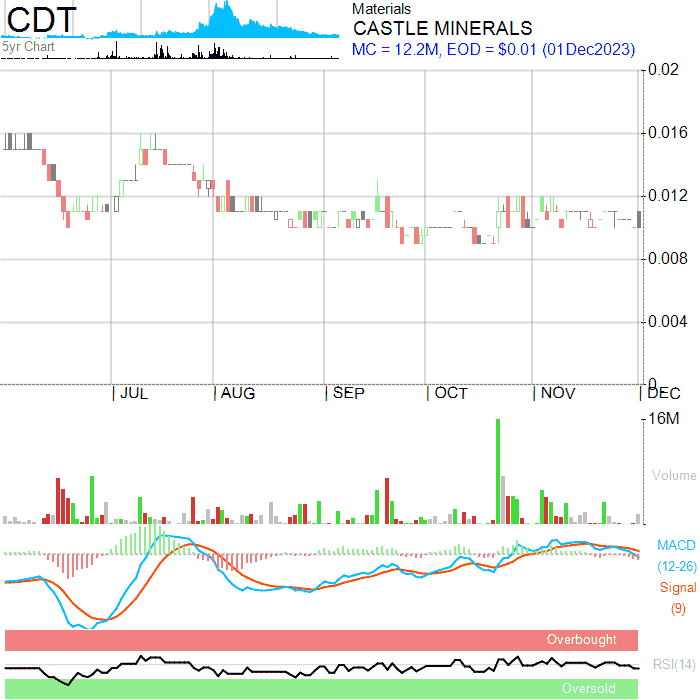 CDT
5yr Chart
Materials
CASTLE MINERALS
MC = 12.2M, EOD = $0.01 (01Dec2023)
0.02
0.016
0.012
0.008
0.004
0
JUL AUG SEP OCT NOV DEC
16M
Volume
MACD
(12-26)
Signal
(9)
Overbought
RSI(14)
Oversold